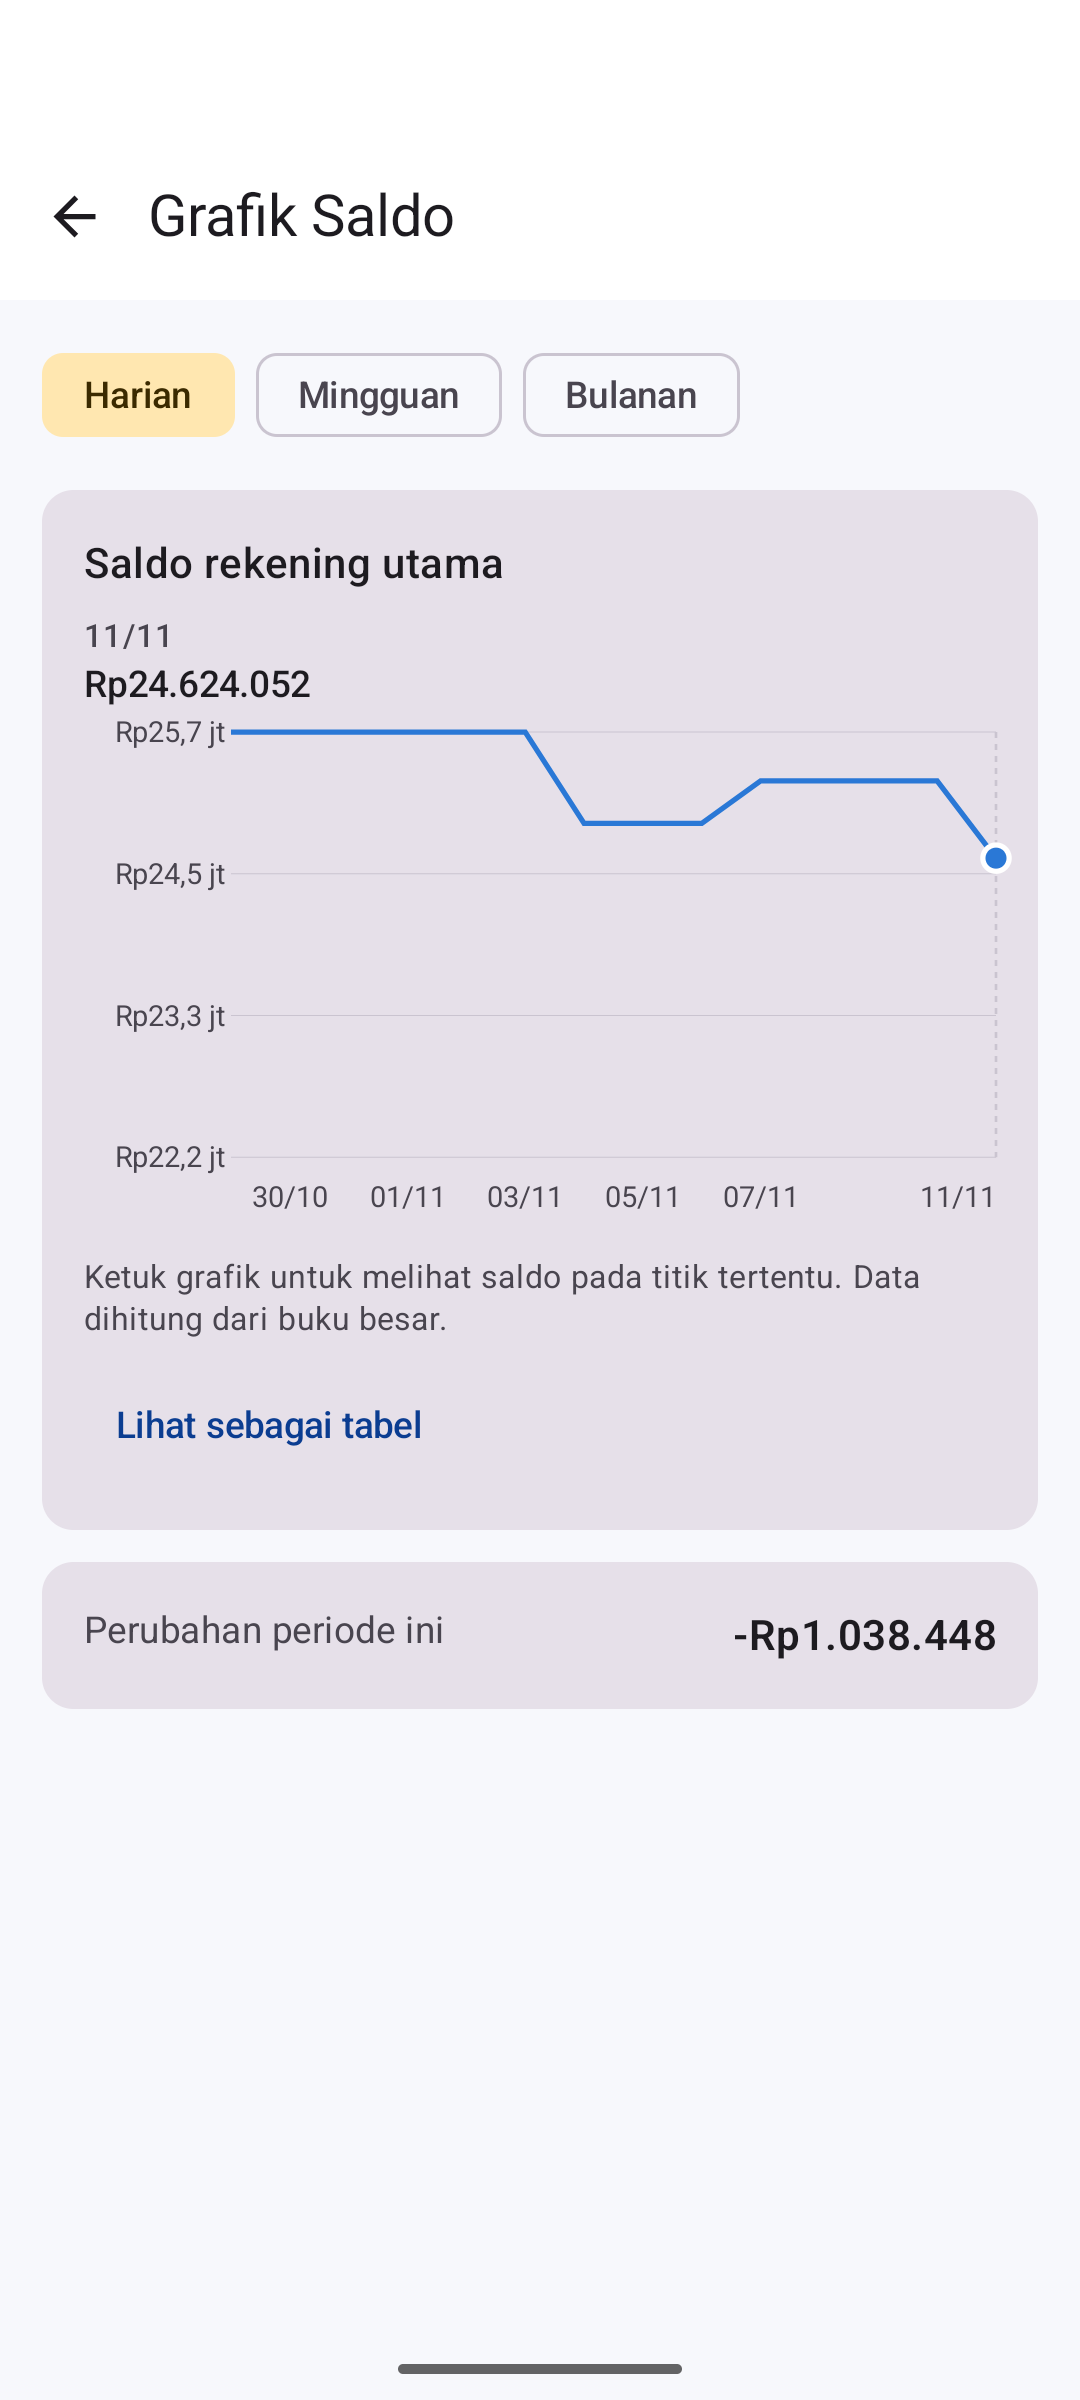 Grafik Saldo
Harian
Mingguan
Bulanan
Saldo rekening utama
11/11
Rp24.624.052
Rp25,7 jt
Rp24,5 jt
Rp23,3 jt
Rp22,2 jt
30/10 01/11 03/11 05/11 07/11 11/11
Ketuk grafik untuk melihat saldo pada titik tertentu. Data
dihitung dari buku besar.
Lihat sebagai tabel
Perubahan periode ini -Rp1.038.448